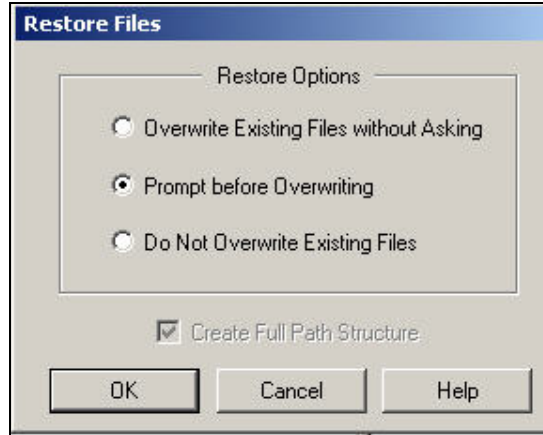 Restore Files
Restore Options
Overwrite Existing Files without Asking
Prompt before Overwriting
Do Not Overwrite Existing Files
Create Full Path Structure
OK Cancel Help